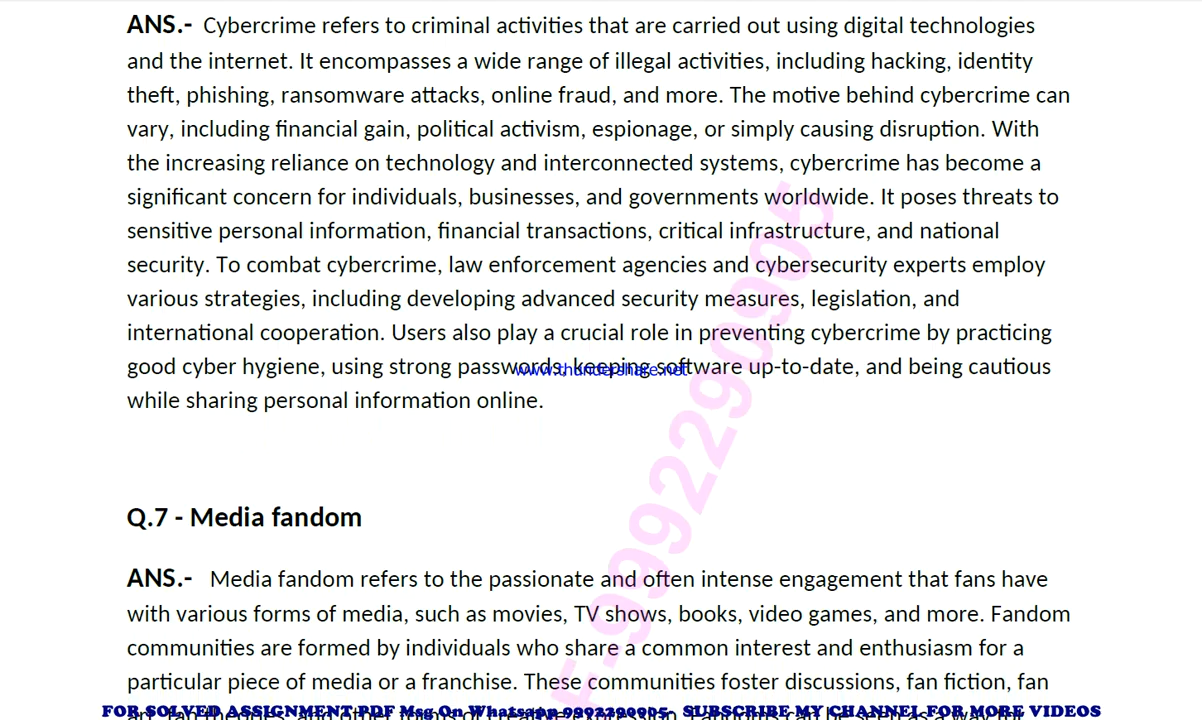 ANS.- Cybercrime refers to criminal activities that are carried out using digital technologies
and the internet. It encompasses a wide range of illegal activities, including hacking, identity
theft, phishing, ransomware attacks, online fraud, and more. The motive behind cybercrime can
vary, including financial gain, political activism, espionage, or simply causing disruption. With
the increasing reliance on technology and interconnected systems, cybercrime has become a
significant concern for individuals, businesses, and governments worldwide. It poses threats to
sensitive personal information, financial transactions, critical infrastructure, and national
security. To combat cybercrime, law enforcement agencies and cybersecurity experts employ
various strategies, including developing advanced security measures, legislation, and
international cooperation. Users also play a crucial role in preventing cybercrime by practicing
good cyber hygiene, using strong passwords, keeping software up-to-date, and being cautious
www.thundershare.net
while sharing personal information online.
9992290905
Q.7 - Media fandom
ANS.- Media fandom refers to the passionate and often intense engagement that fans have
with various forms of media, such as movies, TV shows, books, video games, and more. Fandom
communities are formed by individuals who share a common interest and enthusiasm for a
particular piece of media or a franchise. These communities foster discussions, fan fiction, fan
FOR SOLVED ASSIGNMENT PDF Msg On Whatsapp-9992290905- SUBSCRIBE MY CHANNEL FOR MORE VIDEOS